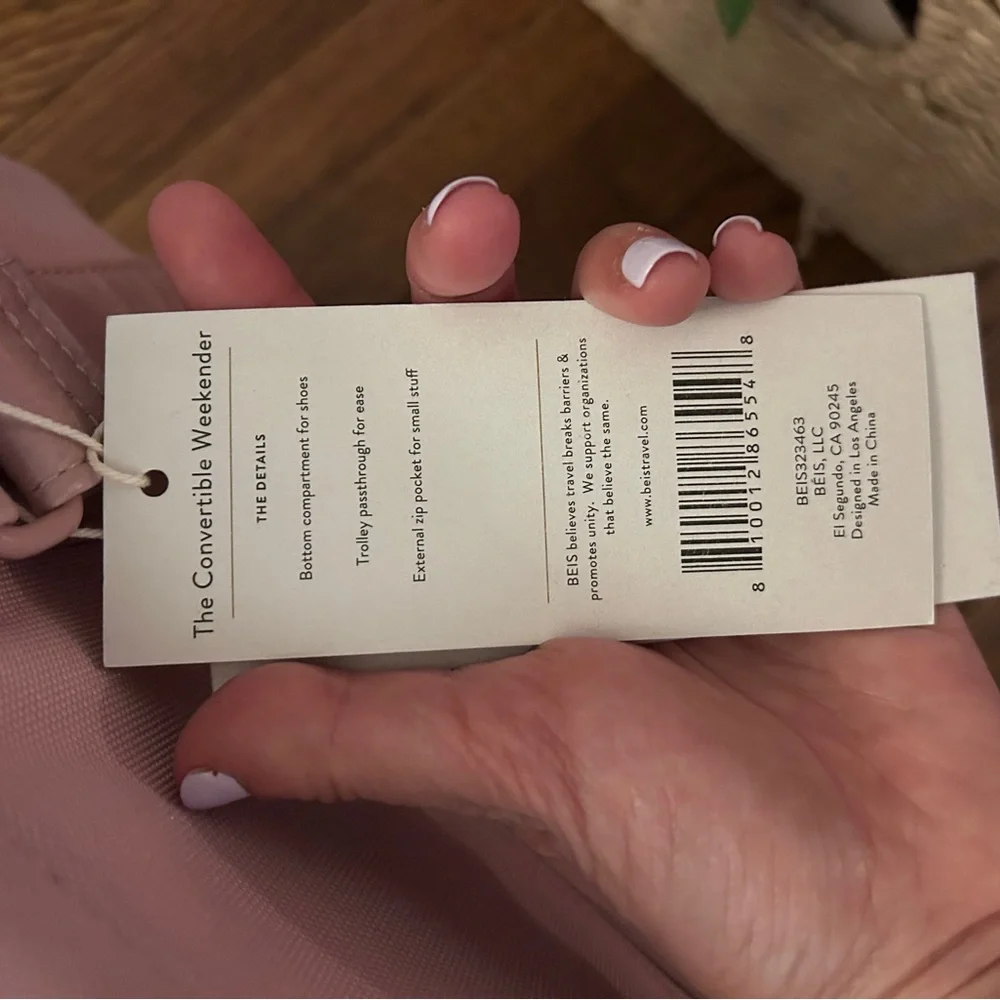 The Convertible Weekender
THE DETAILS
Bottom compartment for shoes
Trolley passthrough for ease
External zip pocket for small stuff
BEIS believes travel breaks barriers &
promotes unity. We support organizations
that believe the same.
www.beistravel.com
8 10012 86554 8
BEIS323463
BÉIS, LLC
El Segundo, CA 90245
Designed in Los Angeles
Made in China